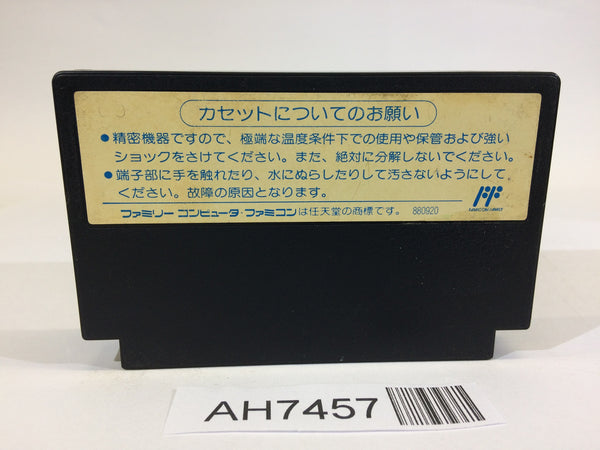 カセットについてのお願い
●精密機器ですので、極端な温度条件下での使用や保管および強い
ショックをさけてください。また、絶対に分解しないでください。
●端子部に手を触れたり、水にぬらしたりして汚さないようにして
ください。故障の原因となります。
ファミリーコンピュータ・ファミコンは任天堂の商標です。 880920
FAMICOM FAMILY
AH7457